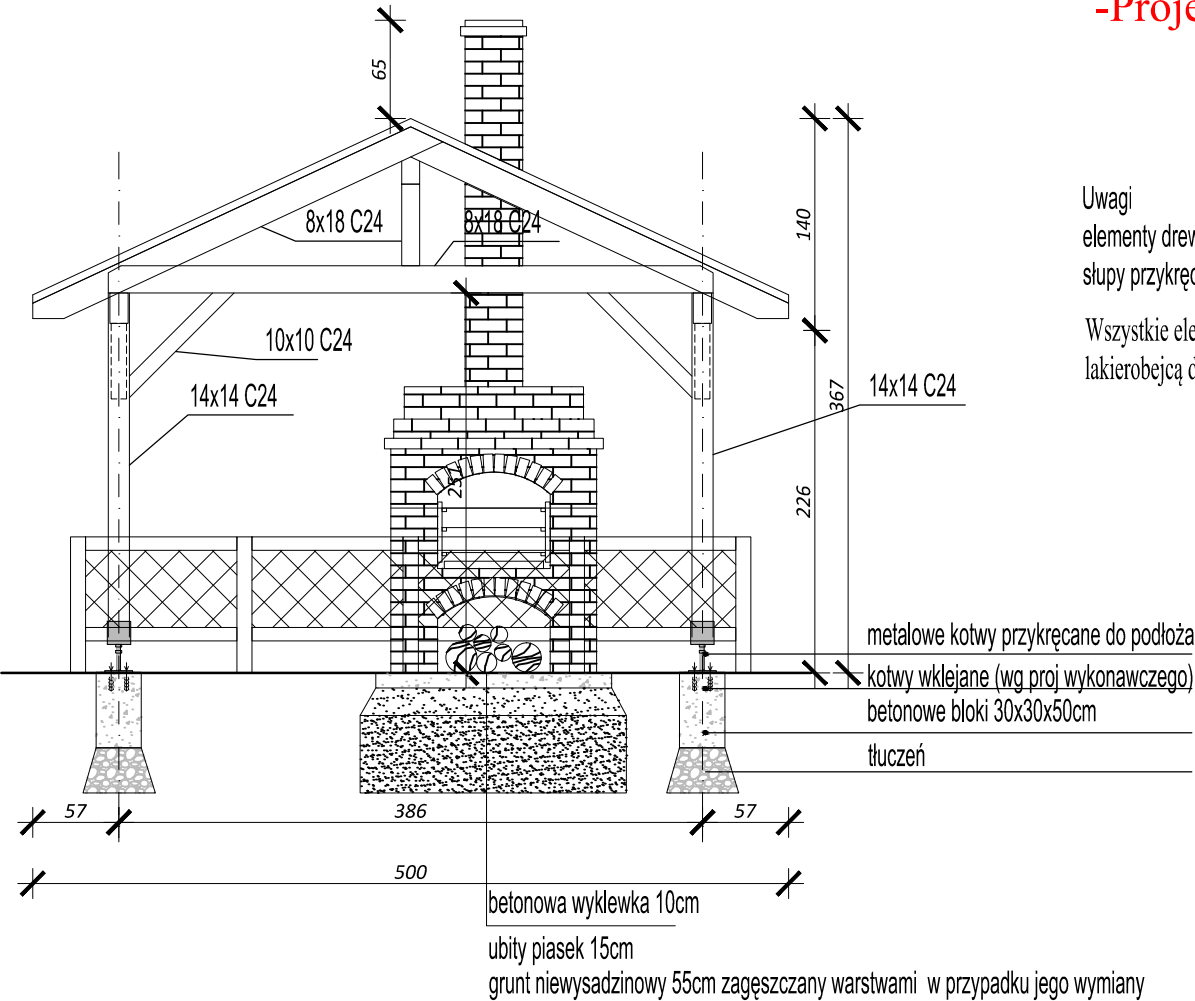 -Proje
65
140
Uwagi
elementy drew
słupy przykręc
8x18 C24
8x18 C24
Wszystkie ele
lakierobejcą d
10x10 C24
14x14 C24
14x14 C24
367
257
226
metalowe kotwy przykręcane do podłoża
kotwy wklejane (wg proj wykonawczego)
betonowe bloki 30x30x50cm
tłuczeń
57
386
57
500
betonowa wyklewka 10cm
ubity piasek 15cm
grunt niewysadzinowy 55cm zagęszczany warstwami w przypadku jego wymiany